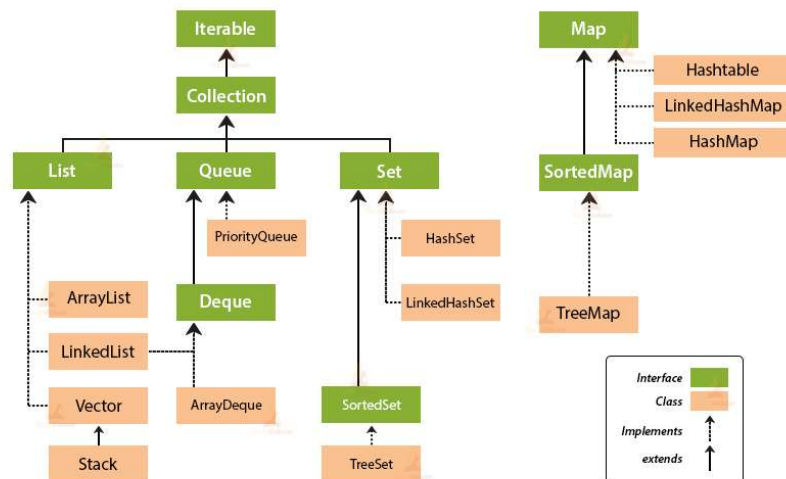 Iterable
Map
Hashtable
Collection
LinkedHashMap
HashMap
List
Queue
Set
SortedMap
PriorityQueue
HashSet
ArrayList
Deque
LinkedHashSet
TreeMap
LinkedList
Interface
Class
Vector
ArrayDeque
SortedSet
Implements
Stack
TreeSet
extends